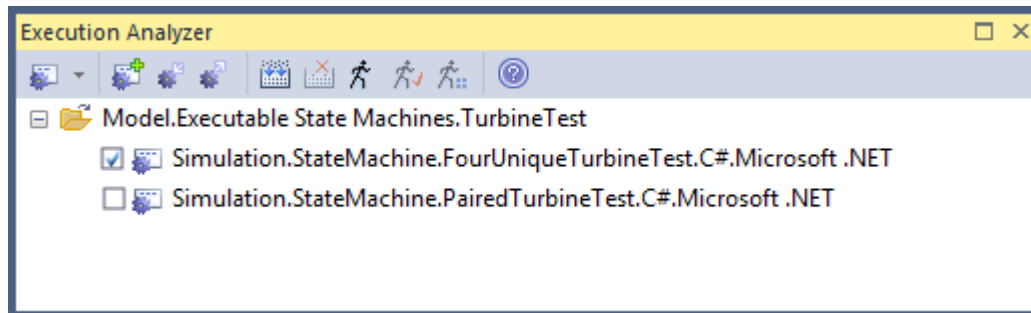 Execution Analyzer
Model.Executable State Machines.TurbineTest
Simulation.StateMachine.FourUniqueTurbineTest.C#.Microsoft .NET
Simulation.StateMachine.PairedTurbineTest.C#.Microsoft .NET